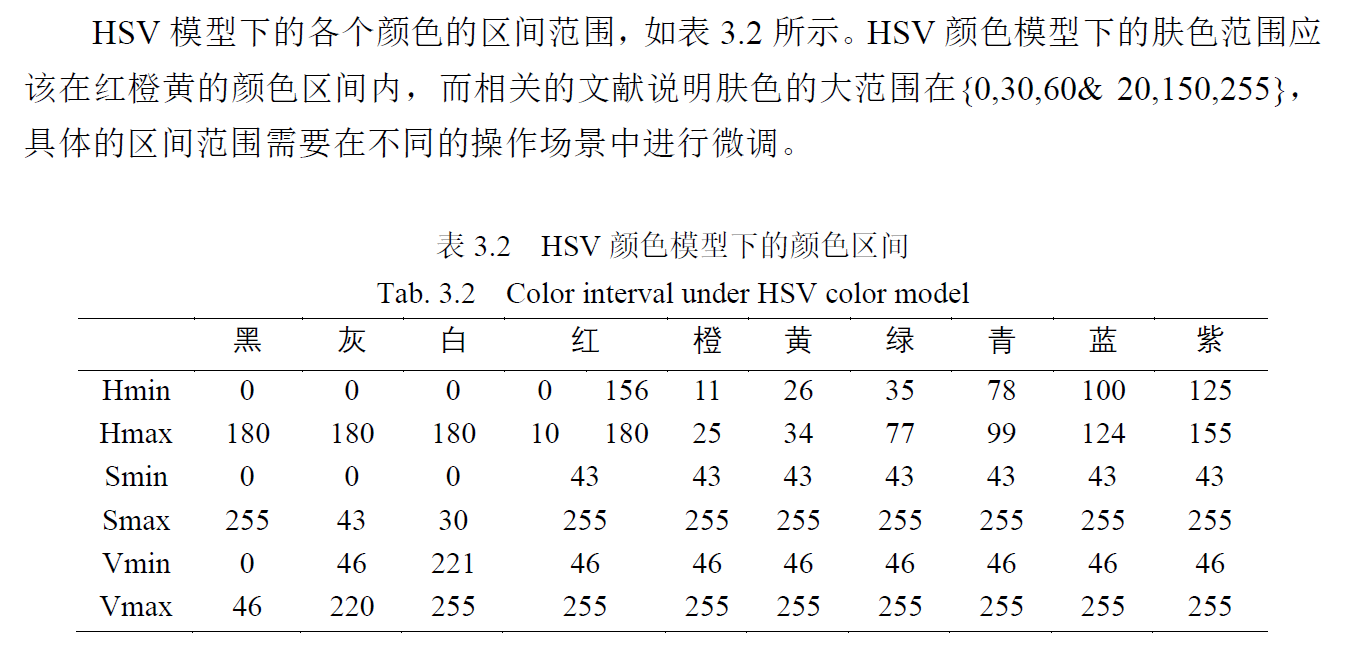 HSV 模型下的各个颜色的区间范围，如表 3.2 所示。HSV 颜色模型下的肤色范围应
该在红橙黄的颜色区间内，而相关的文献说明肤色的大范围在{0,30,60& 20,150,255}，
具体的区间范围需要在不同的操作场景中进行微调。
表 3.2 HSV 颜色模型下的颜色区间
Tab. 3.2 Color interval under HSV color model
黑 灰 白 红 橙 黄 绿 青 蓝 紫
Hmin 0 0 0 0 156 11 26 35 78 100 125
Hmax 180 180 180 10 180 25 34 77 99 124 155
Smin 0 0 0 43 43 43 43 43 43 43
Smax 255 43 30 255 255 255 255 255 255 255
Vmin 0 46 221 46 46 46 46 46 46 46
Vmax 46 220 255 255 255 255 255 255 255 255